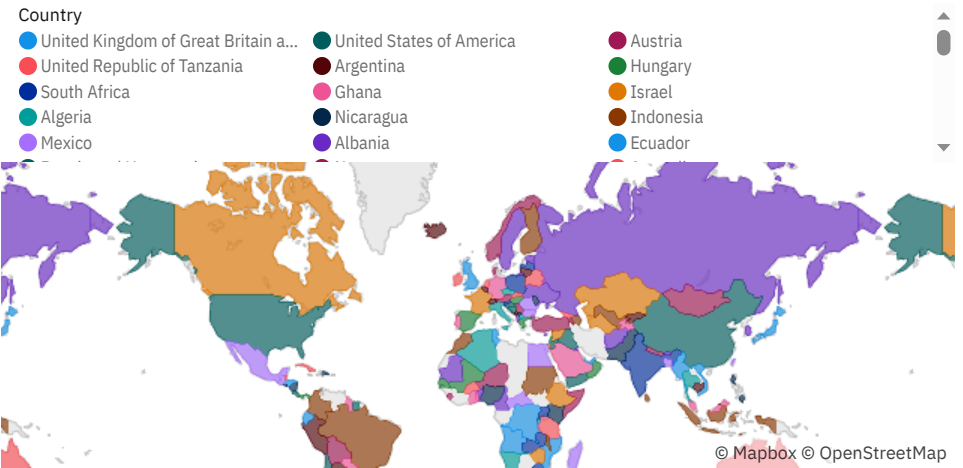 Country
United Kingdom of Great Britain a...
United States of America
Austria
United Republic of Tanzania
Argentina
Hungary
South Africa
Ghana
Israel
Algeria
Nicaragua
Indonesia
Mexico
Albania
Ecuador
© Mapbox © OpenStreetMap